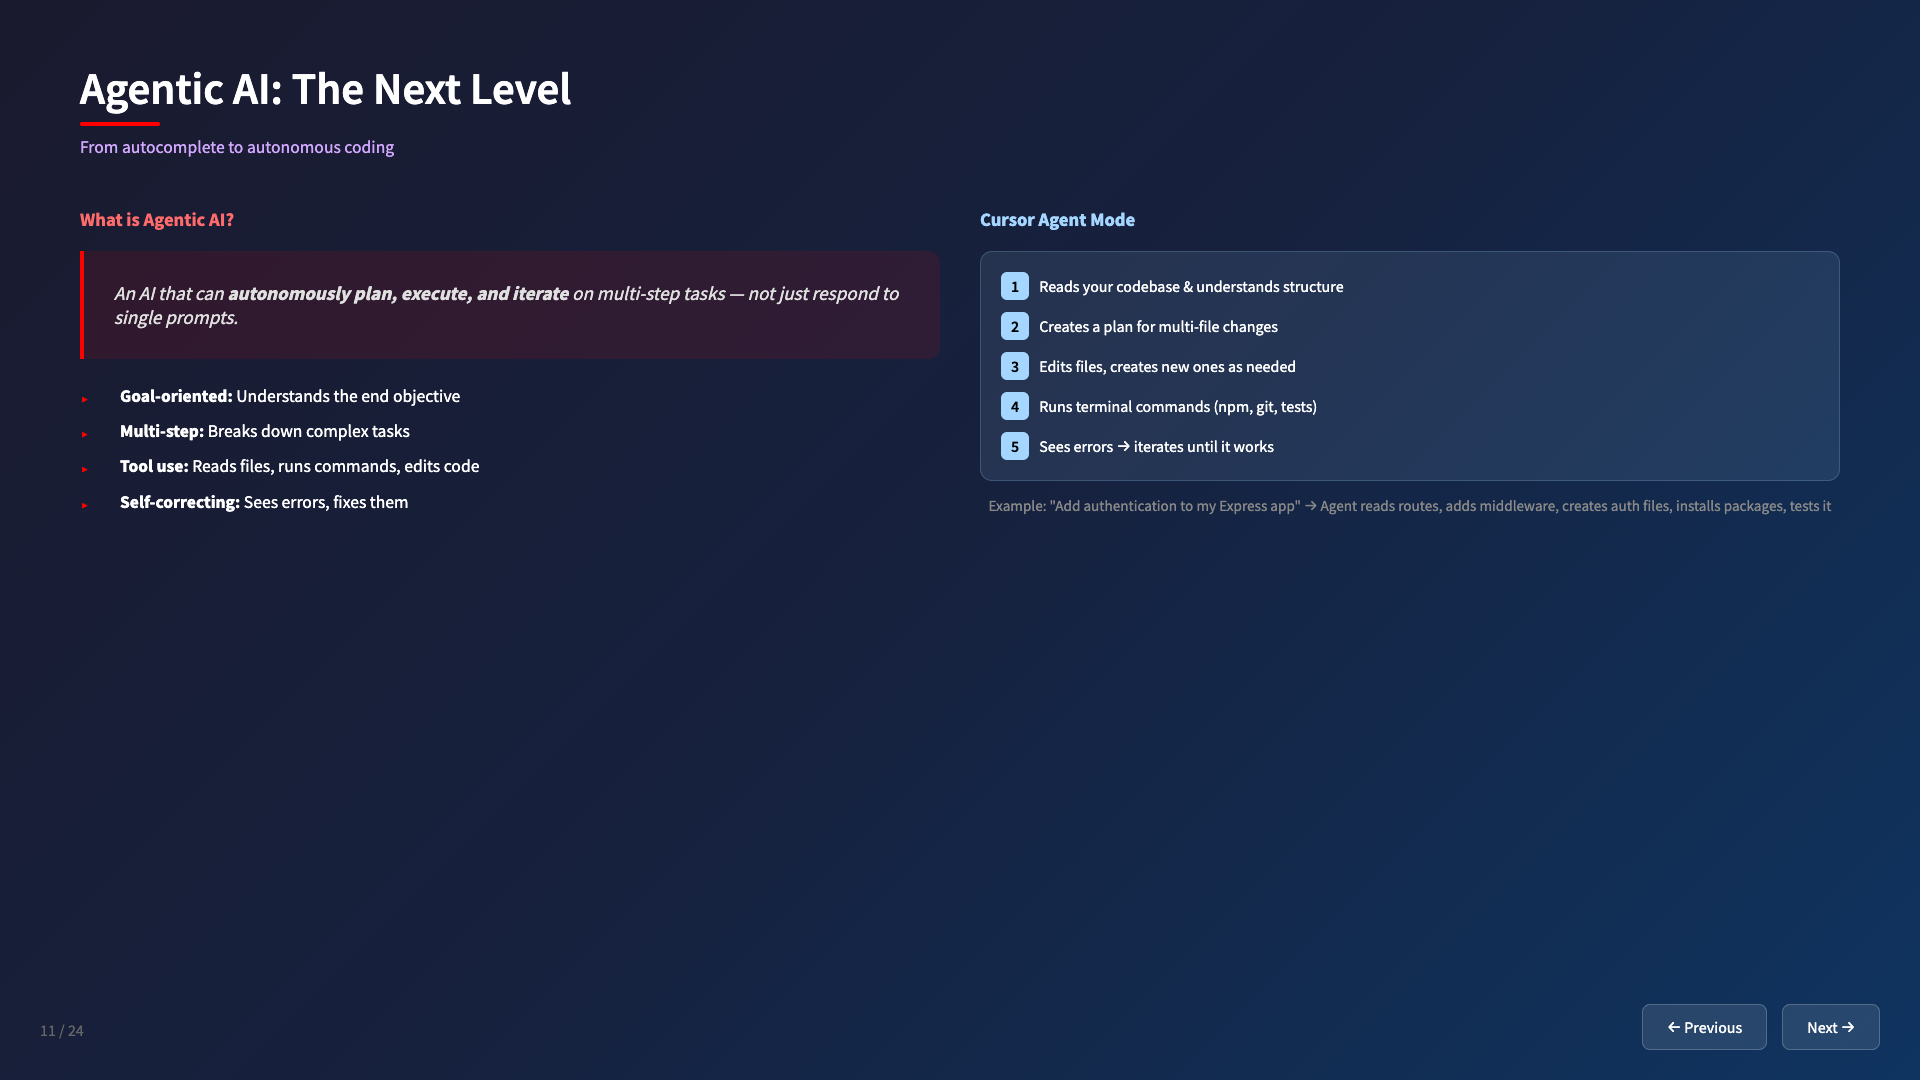 Agentic AI: The Next Level
From autocomplete to autonomous coding
What is Agentic AI?
An AI that can autonomously plan, execute, and iterate on multi-step tasks — not just respond to
single prompts.
▸ Goal-oriented: Understands the end objective
▸ Multi-step: Breaks down complex tasks
▸ Tool use: Reads files, runs commands, edits code
▸ Self-correcting: Sees errors, fixes them
Cursor Agent Mode
1 Reads your codebase & understands structure
2 Creates a plan for multi-file changes
3 Edits files, creates new ones as needed
4 Runs terminal commands (npm, git, tests)
5 Sees errors → iterates until it works
Example: "Add authentication to my Express app" → Agent reads routes, adds middleware, creates auth files, installs packages, tests it
11 / 24
← Previous
Next →